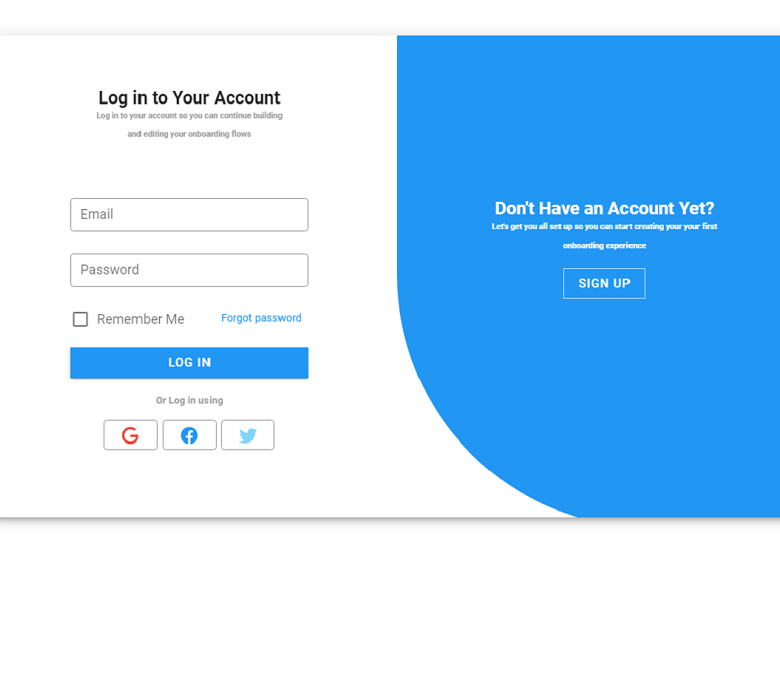 Log in to Your Account
Log in to your account so you can continue building
and editing your onboarding flows
Email
Password
Remember Me
Forgot password
LOG IN
Or Log in using
Don't Have an Account Yet?
Let's get you all set up so you can start creating your your first
onboarding experience
SIGN UP